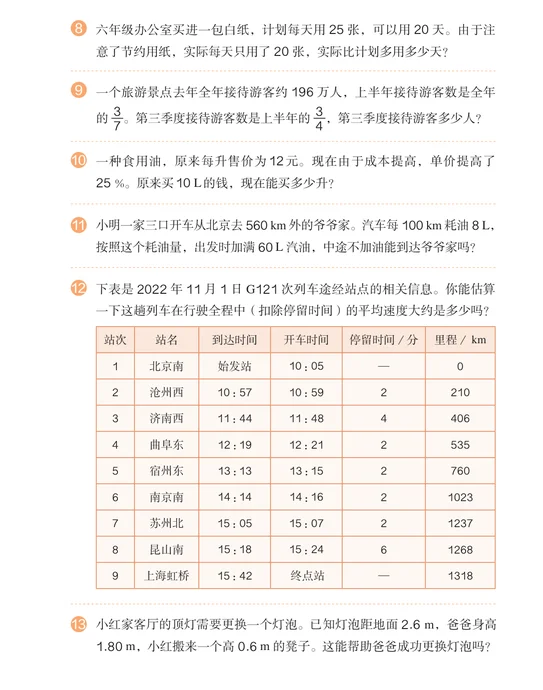 8 六年级办公室买进一包白纸，计划每天用 25 张，可以用 20 天。由于注
意了节约用纸，实际每天只用了 20 张，实际比计划多用多少天？
9 一个旅游景点去年全年接待游客约 196 万人，上半年接待游客数是全年
的 3/7。第三季度接待游客数是上半年的 3/4，第三季度接待游客多少人？
10 一种食用油，原来每升售价为 12 元。现在由于成本提高，单价提高了
25 %。原来买 10 L 的钱，现在能买多少升？
11 小明一家三口开车从北京去 560 km 外的爷爷家。汽车每 100 km 耗油 8 L，
按照这个耗油量，出发时加满 60 L 汽油，中途不加油能到达爷爷家吗？
12 下表是 2022 年 11 月 1 日 G121 次列车途经站点的相关信息。你能估算
一下这趟列车在行驶全程中（扣除停留时间）的平均速度大约是多少吗？
站次 站名 到达时间 开车时间 停留时间 / 分 里程 / km
1 北京南 始发站 10：05 — 0
2 沧州西 10：57 10：59 2 210
3 济南西 11：44 11：48 4 406
4 曲阜东 12：19 12：21 2 535
5 宿州东 13：13 13：15 2 760
6 南京南 14：14 14：16 2 1023
7 苏州北 15：05 15：07 2 1237
8 昆山南 15：18 15：24 6 1268
9 上海虹桥 15：42 终点站 — 1318
13 小红家客厅的顶灯需要更换一个灯泡。已知灯泡距地面 2.6 m，爸爸身高
1.80 m，小红搬来一个高 0.6 m 的凳子。这能帮助爸爸成功更换灯泡吗？